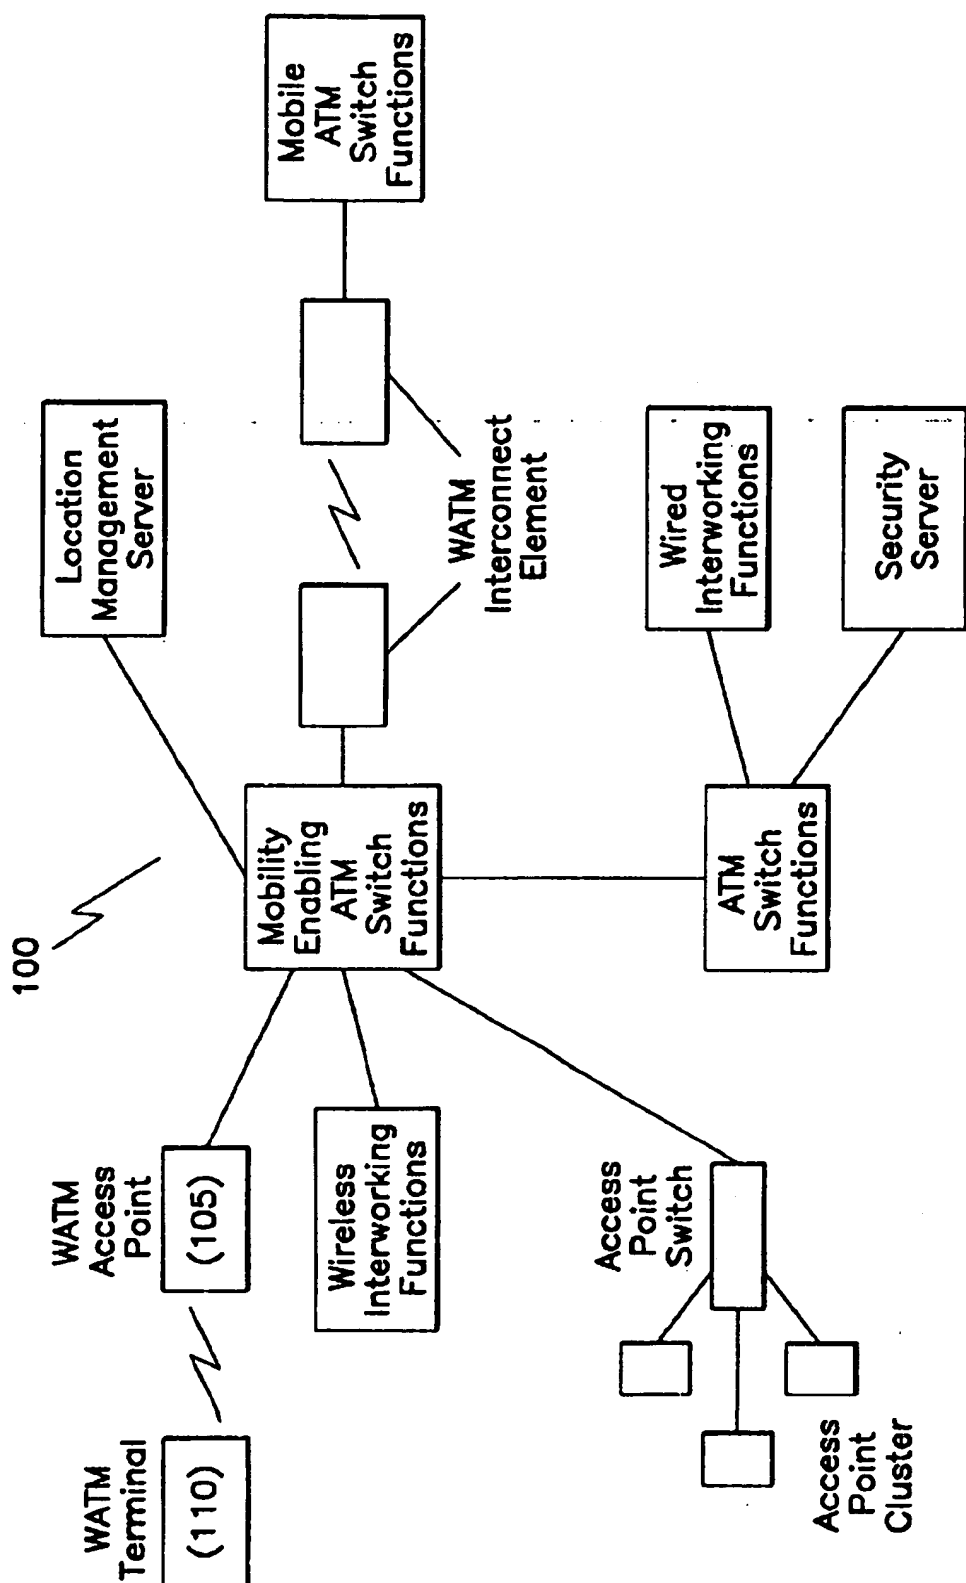 100
WATM
Terminal
(110)
WATM
Access
Point
(105)
Wireless
Interworking
Functions
Access
Point
Switch
Access
Point
Cluster
Mobility
Enabling
ATM
Switch
Functions
Location
Management
Server
WATM
Interconnect
Element
Mobile
ATM
Switch
Functions
ATM
Switch
Functions
Wired
Interworking
Functions
Security
Server